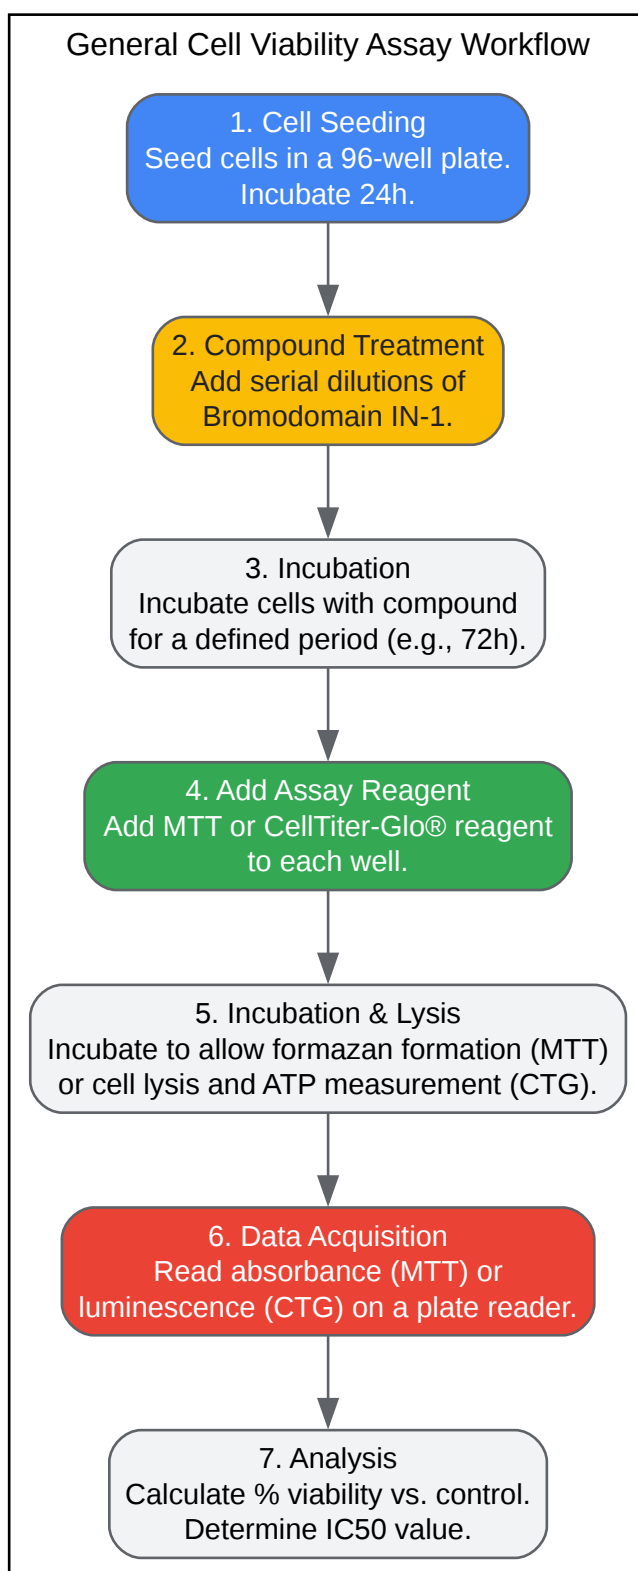 General Cell Viability Assay Workflow
1. Cell Seeding
Seed cells in a 96-well plate.
Incubate 24h.
2. Compound Treatment
Add serial dilutions of
Bromodomain IN-1.
3. Incubation
Incubate cells with compound
for a defined period (e.g., 72h).
4. Add Assay Reagent
Add MTT or CellTiter-Glo® reagent
to each well.
5. Incubation & Lysis
Incubate to allow formazan formation (MTT)
or cell lysis and ATP measurement (CTG).
6. Data Acquisition
Read absorbance (MTT) or
luminescence (CTG) on a plate reader.
7. Analysis
Calculate % viability vs. control.
Determine IC50 value.